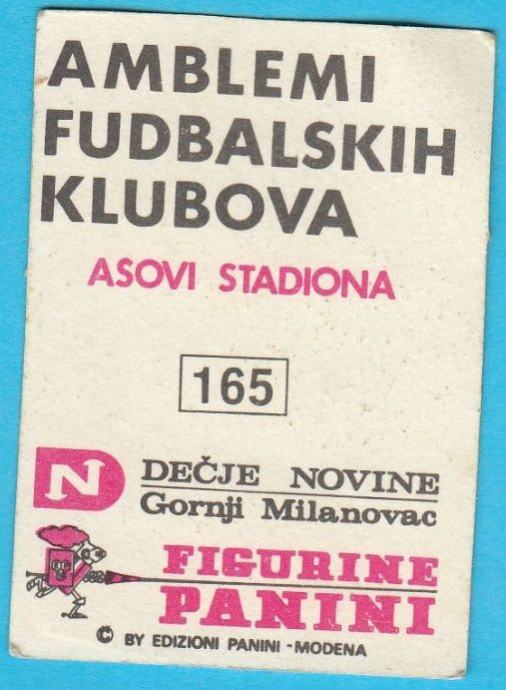 AMBLEMI
FUDBALSKIH
KLUBOVA
ASOVI STADIONA
165
N
DEČJE NOVINE
Gornji Milanovac
FIGURINE
PANINI
© BY EDIZIONI PANINI - MODENA